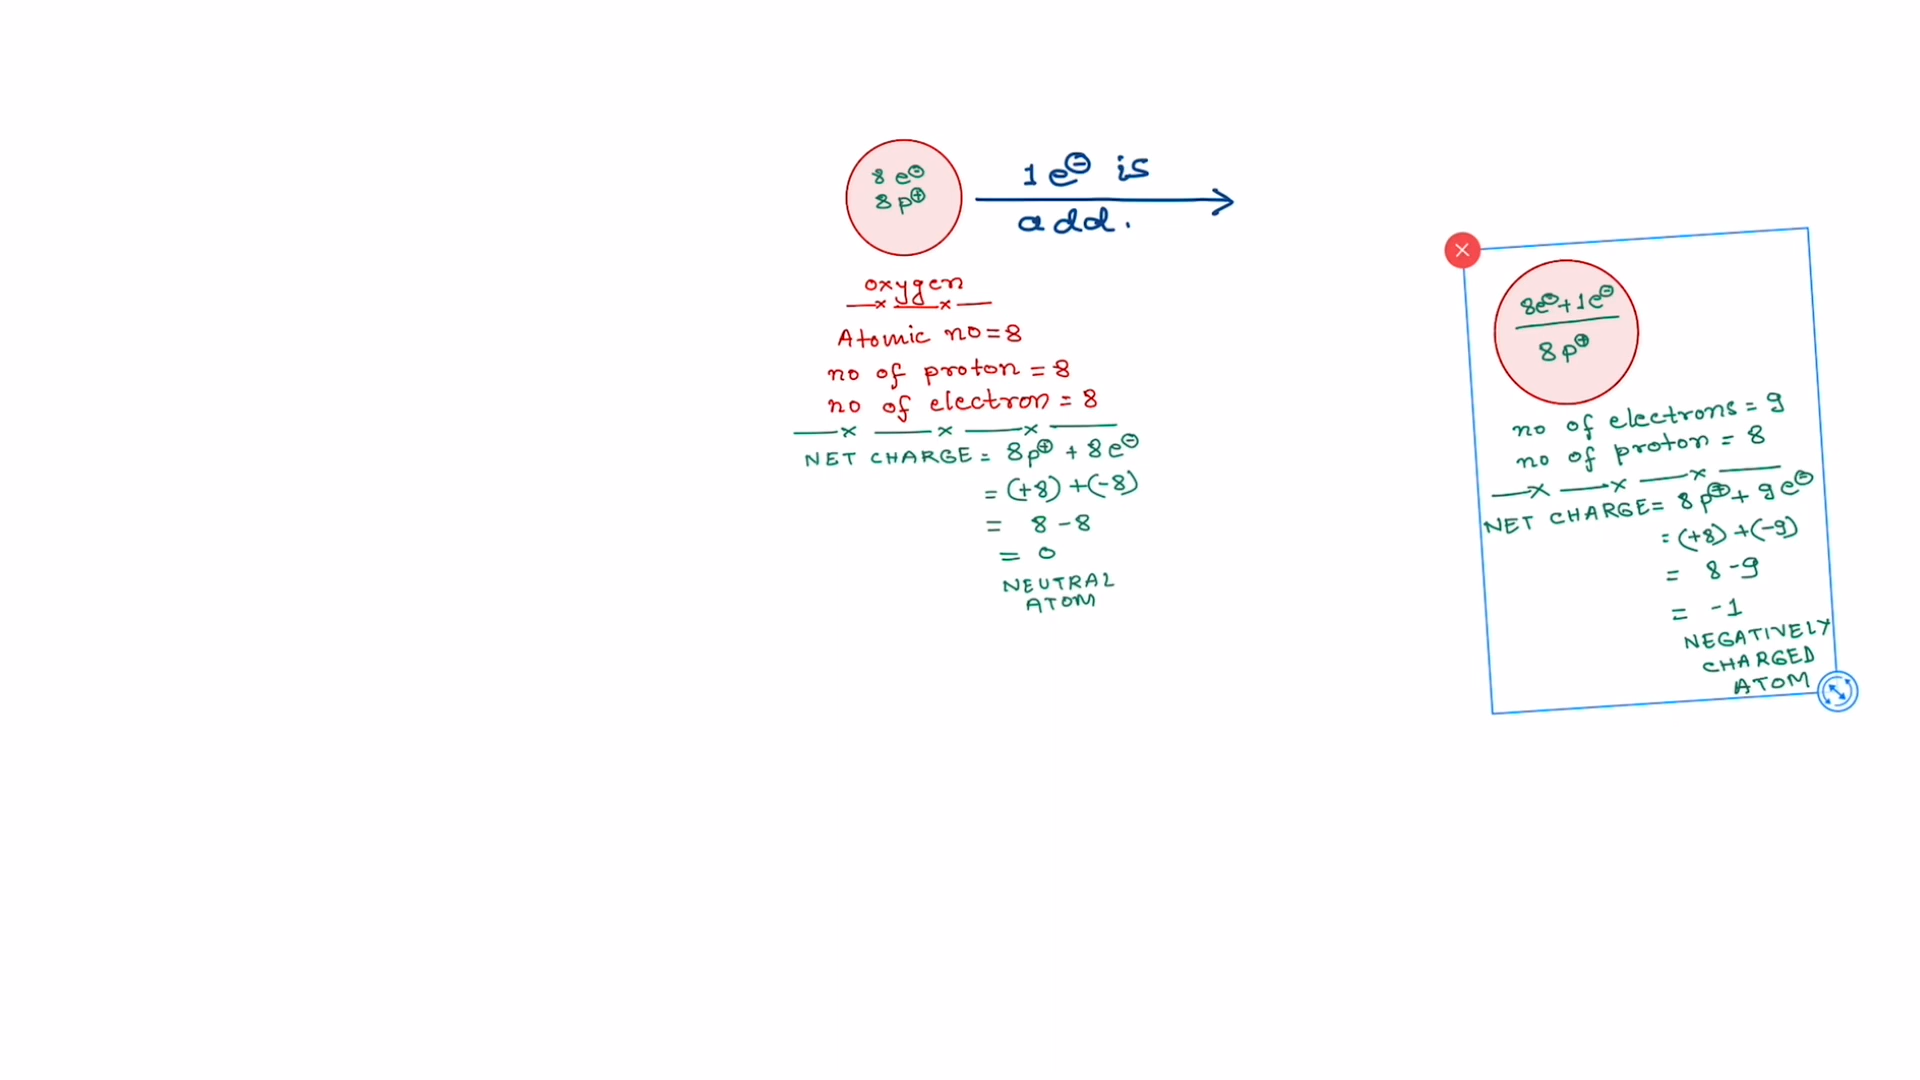 8 e⊖
8 p⊕
1 e⊖ is
add.
oxygen
Atomic no = 8
no of proton = 8
no of electron = 8
NET CHARGE = 8p⊕ + 8e⊖
= (+8) + (-8)
= 8 - 8
= 0
NEUTRAL
ATOM
8e⊖ + 1e⊖
8p⊕
no of electrons = 9
no of proton = 8
NET CHARGE = 8p⊕ + 9e⊖
= (+8) + (-9)
= 8 - 9
= -1
NEGATIVELY
CHARGED
ATOM